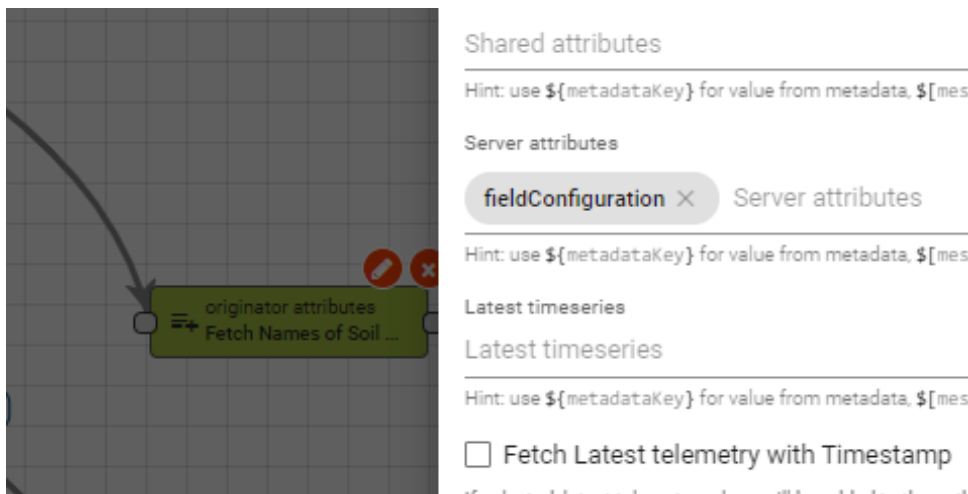 Shared attributes
Hint: use ${metadataKey} for value from metadata, $[mes
Server attributes
fieldConfiguration × Server attributes
Hint: use ${metadataKey} for value from metadata, $[mes
originator attributes
Fetch Names of Soil ...
Latest timeseries
Latest timeseries
Hint: use ${metadataKey} for value from metadata, $[mes
Fetch Latest telemetry with Timestamp